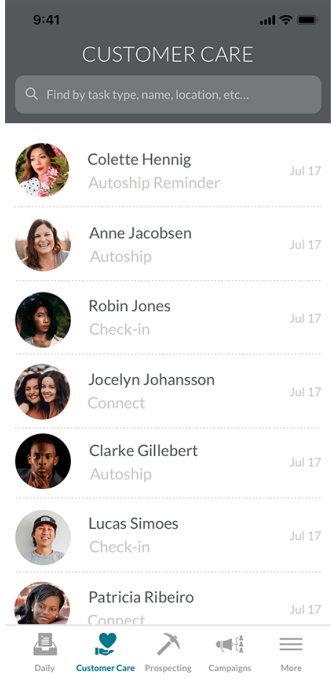 9:41
CUSTOMER CARE
Find by task type, name, location, etc...
Colette Hennig
Autoship Reminder
Jul 17
Anne Jacobsen
Autoship
Jul 17
Robin Jones
Check-in
Jul 17
Jocelyn Johansson
Connect
Jul 17
Clarke Gillebert
Autoship
Jul 17
Lucas Simoes
Check-in
Jul 17
Patricia Ribeiro
Connect
Jul 17
Daily
Customer Care
Prospecting
Campaigns
More